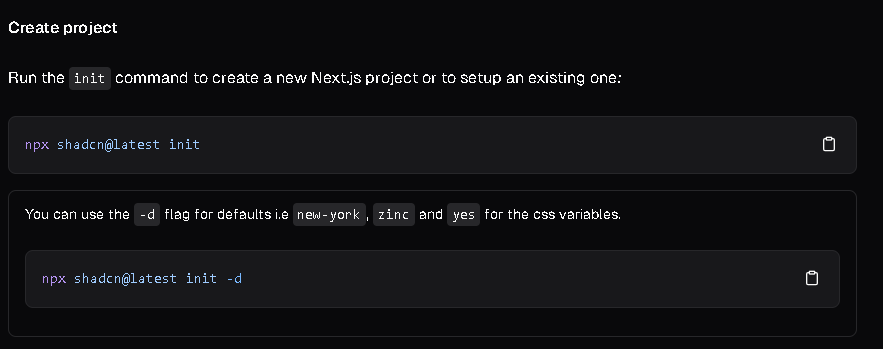 Create project
Run the init command to create a new Next.js project or to setup an existing one:
npx shadcn@latest init
You can use the -d flag for defaults i.e new-york, zinc and yes for the css variables.
npx shadcn@latest init -d